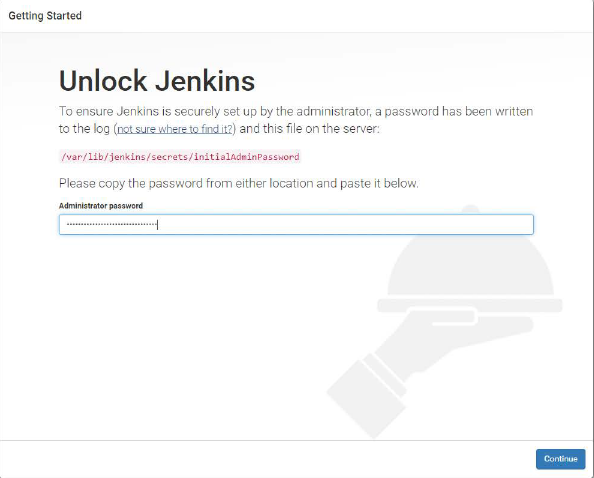 Getting Started
Unlock Jenkins
To ensure Jenkins is securely set up by the administrator, a password has been written
to the log (not sure where to find it?) and this file on the server:
/var/lib/jenkins/secrets/initialAdminPassword
Please copy the password from either location and paste it below.
Administrator password
Continue